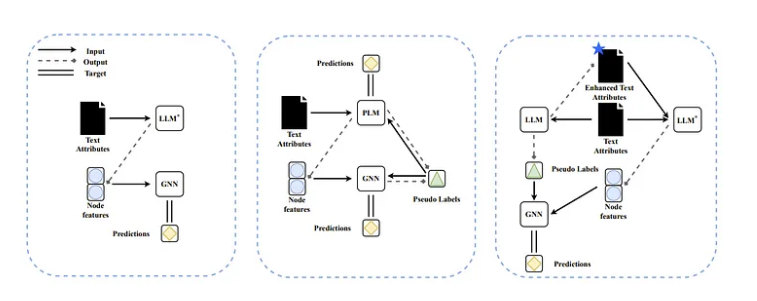 Input
Output
Target
Text
Attributes
LLM*
Node
features
GNN
Predictions
Predictions
PLM
Text
Attributes
Node
features
GNN
Pseudo Labels
Predictions
Enhanced Text
Attributes
LLM
Text
Attributes
LLM*
Pseudo Labels
Node
features
GNN
Predictions